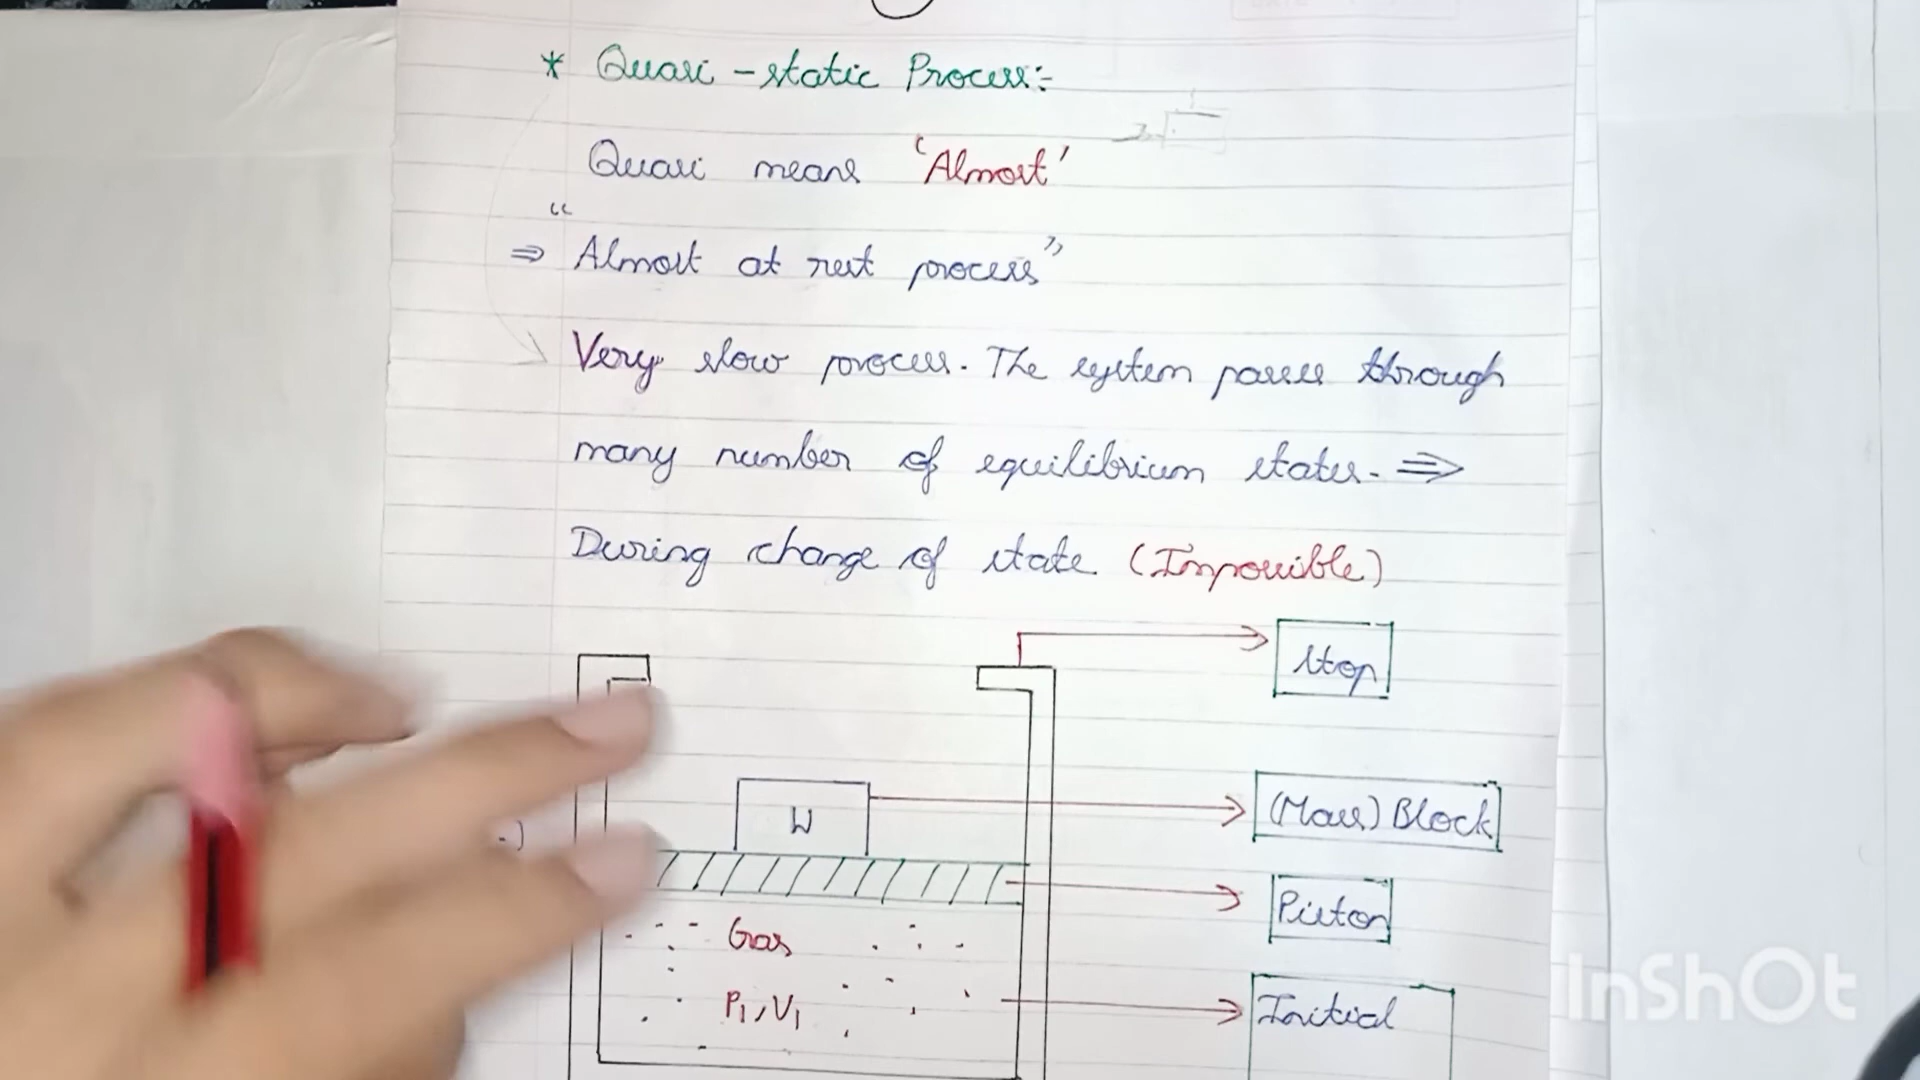 * Quasi-static Process:-
Quasi means 'Almost'
"
⇒ Almost at rest process"
Very slow process. The system passes through
many number of equilibrium states. ⇒
During change of state (Impossible)
Stop
W
(Mass) Block
Piston
Gas
P1, V1
Initial
InShOt